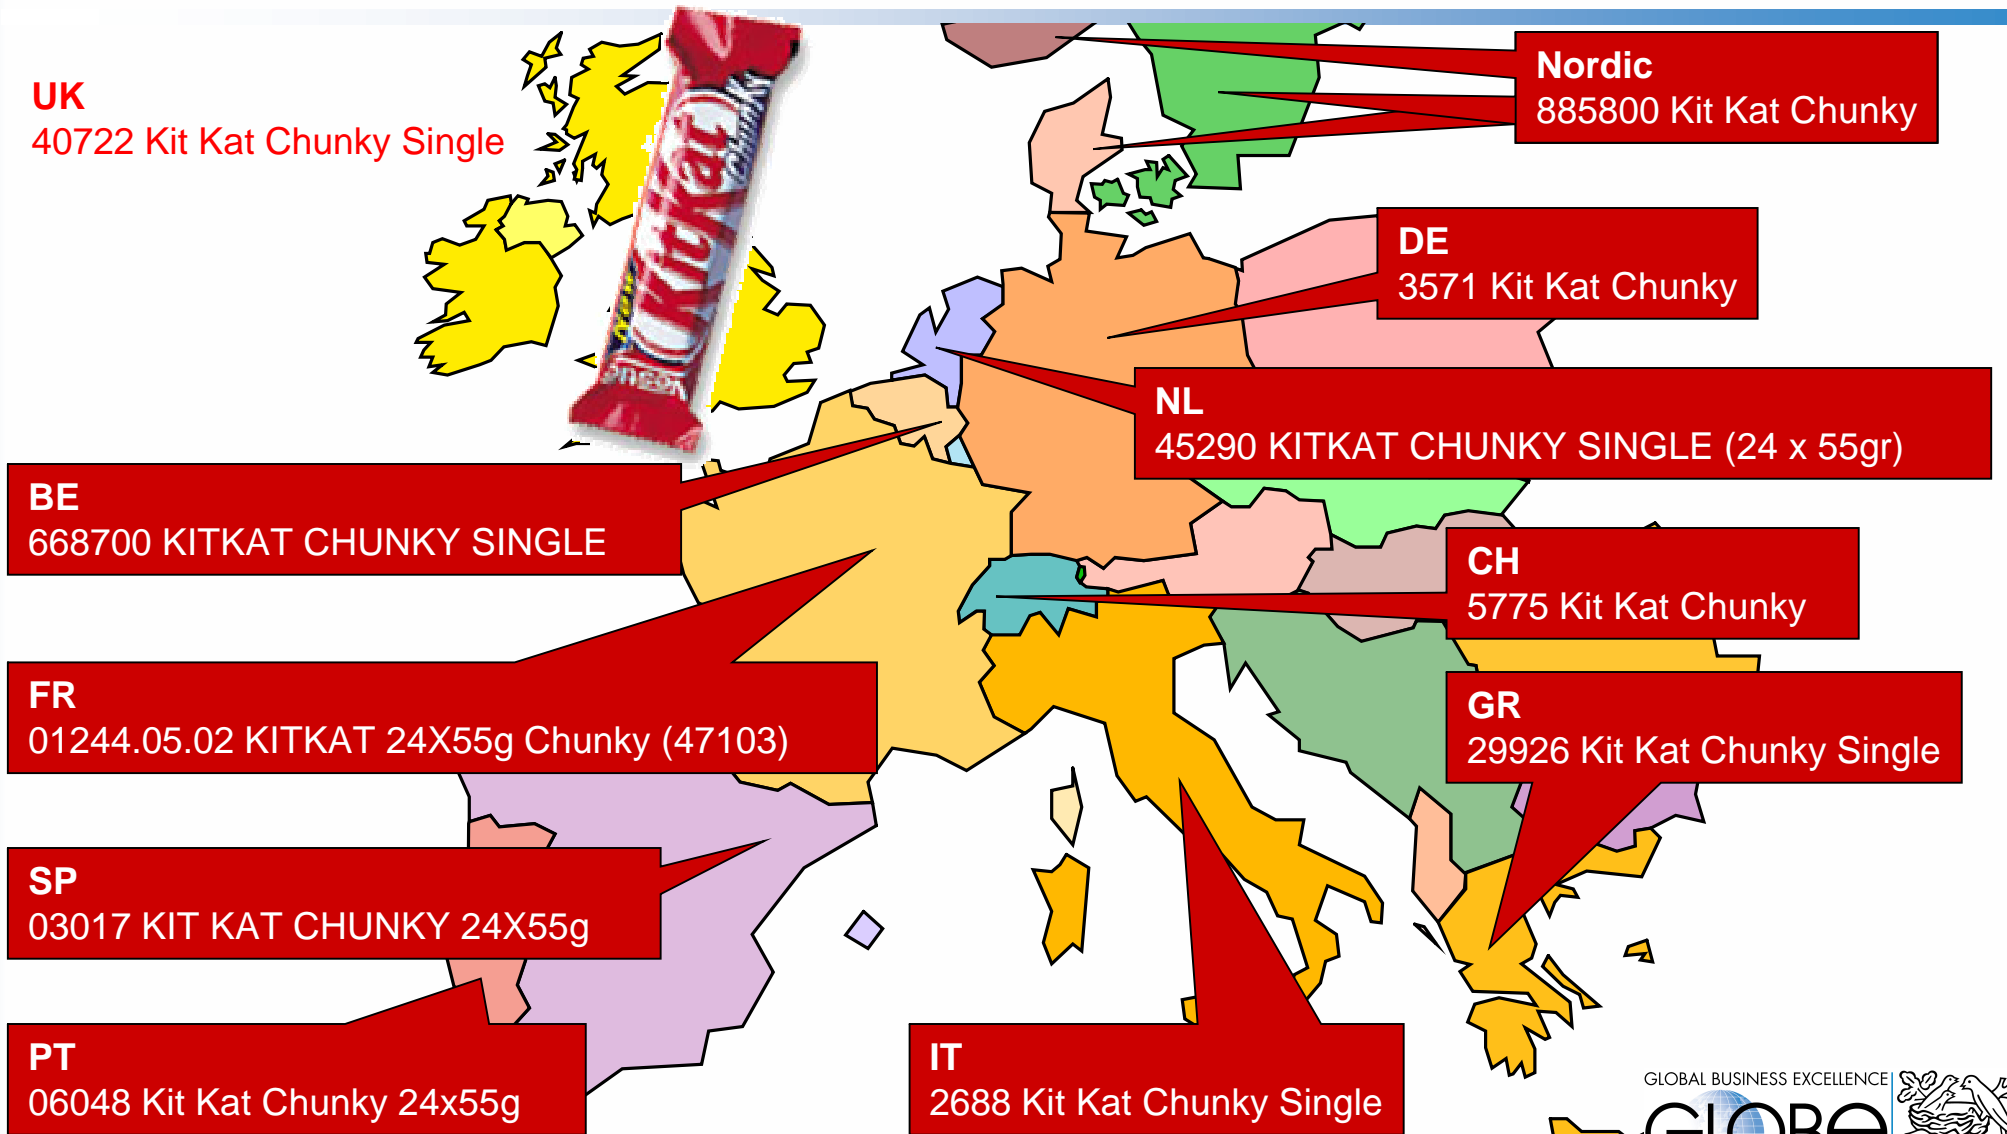 UK
40722 Kit Kat Chunky Single
KitKat
Chunky
Nordic
885800 Kit Kat Chunky
DE
3571 Kit Kat Chunky
NL
45290 KITKAT CHUNKY SINGLE (24 x 55gr)
BE
668700 KITKAT CHUNKY SINGLE
CH
5775 Kit Kat Chunky
FR
01244.05.02 KITKAT 24X55g Chunky (47103)
GR
29926 Kit Kat Chunky Single
SP
03017 KIT KAT CHUNKY 24X55g
PT
06048 Kit Kat Chunky 24x55g
IT
2688 Kit Kat Chunky Single
GLOBAL BUSINESS EXCELLENCE
GLOBE